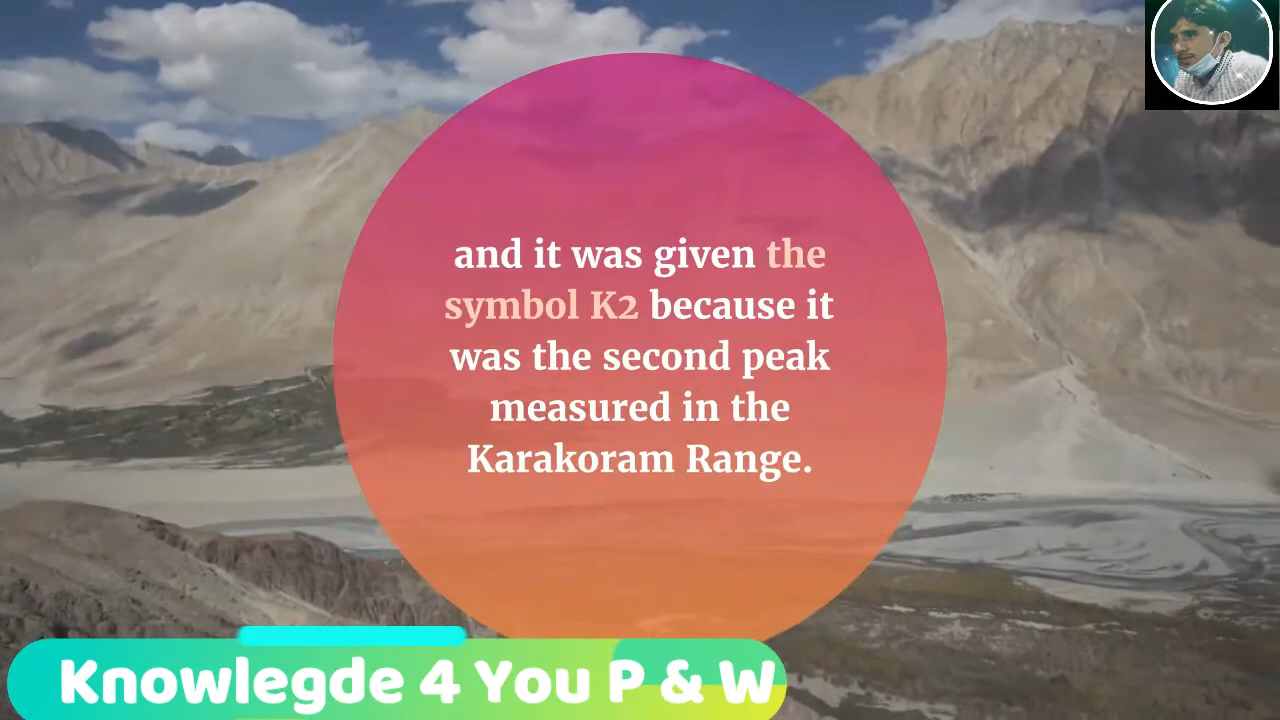 and it was given the
symbol K2 because it
was the second peak
measured in the
Karakoram Range.
Knowlegde 4 You P & W